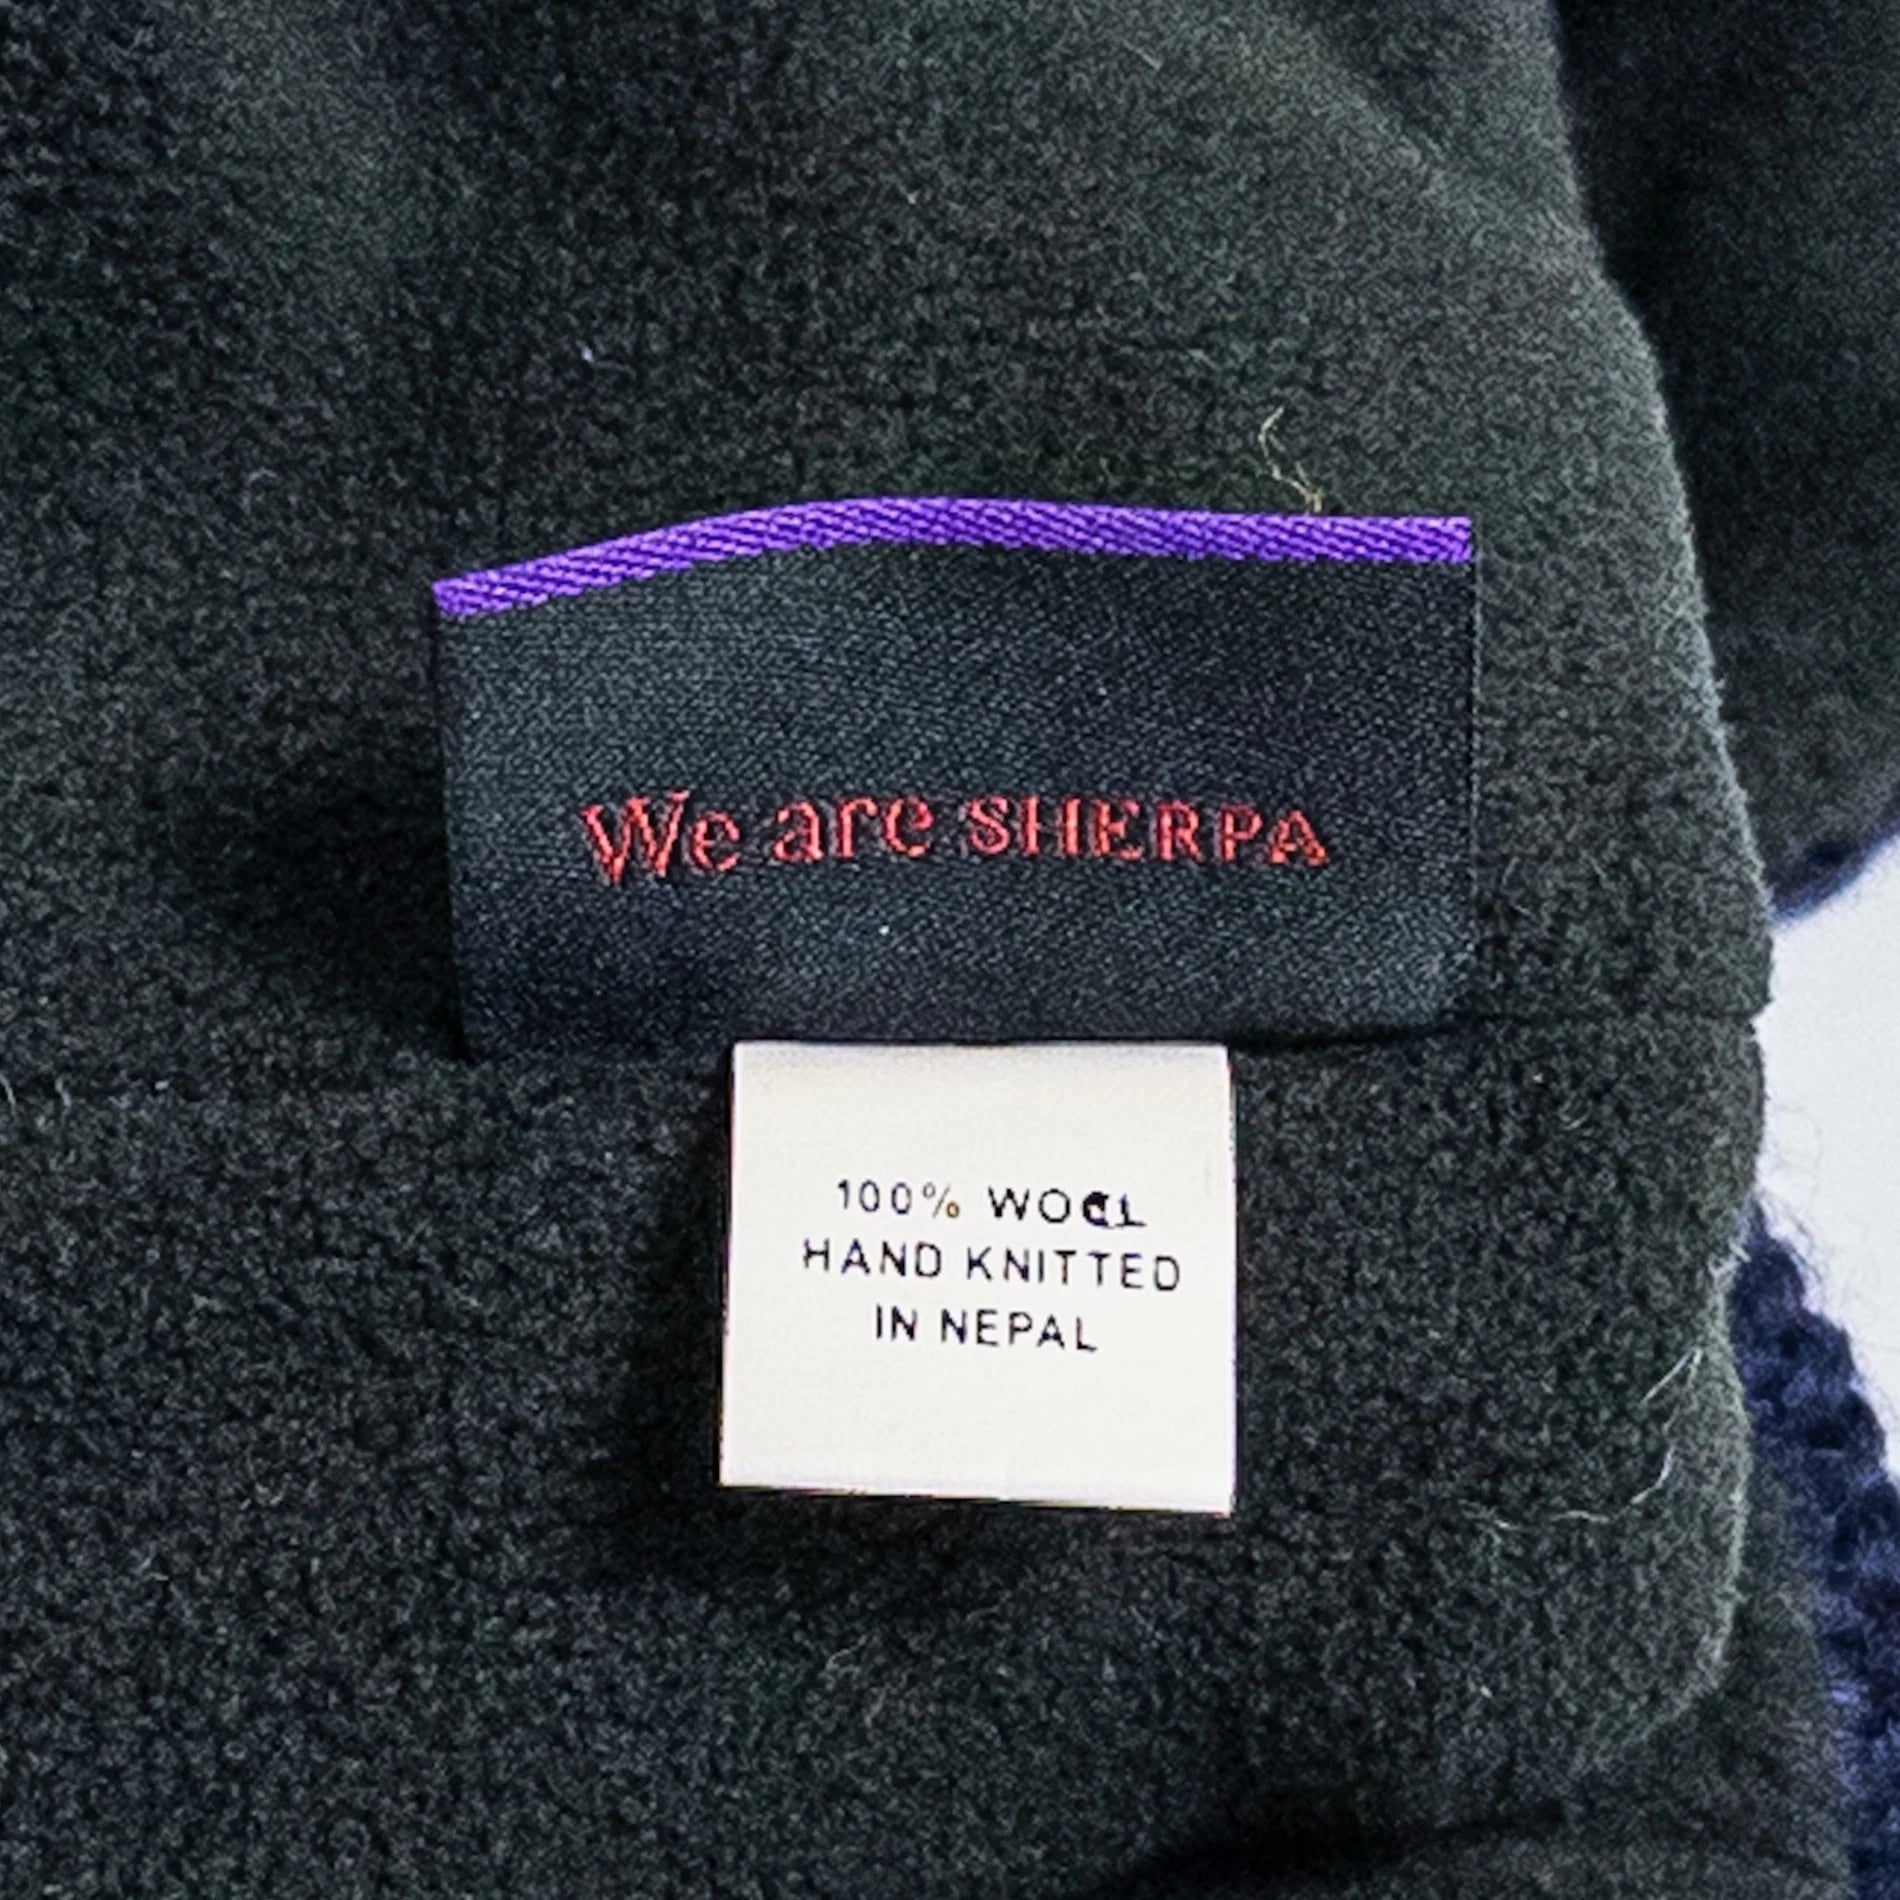 We are SHERPA
100% WOOL
HAND KNITTED
IN NEPAL